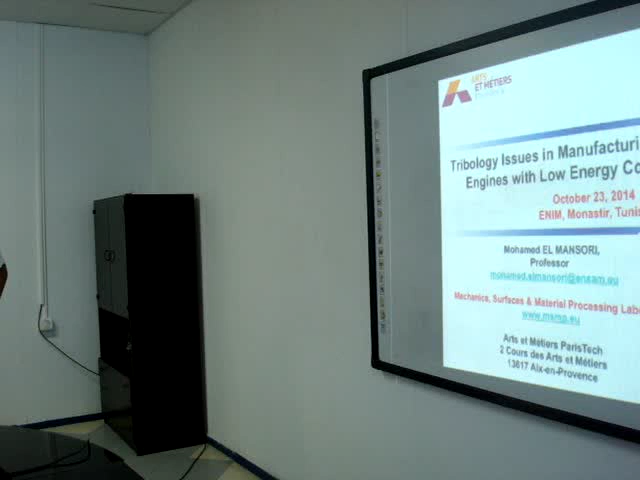 ARTS
ET MÉTIERS
Tribology Issues in Manufacturi
Engines with Low Energy Co
October 23, 2014
ENIM, Monastir, Tunis
Mohamed EL MANSORI,
Professor
mohamed.elmansori@ensam.eu
Mechanics, Surfaces & Material Processing Labo
www.msmp.eu
Arts et Métiers ParisTech
2 Cours des Arts et Métiers
13617 Aix-en-Provence